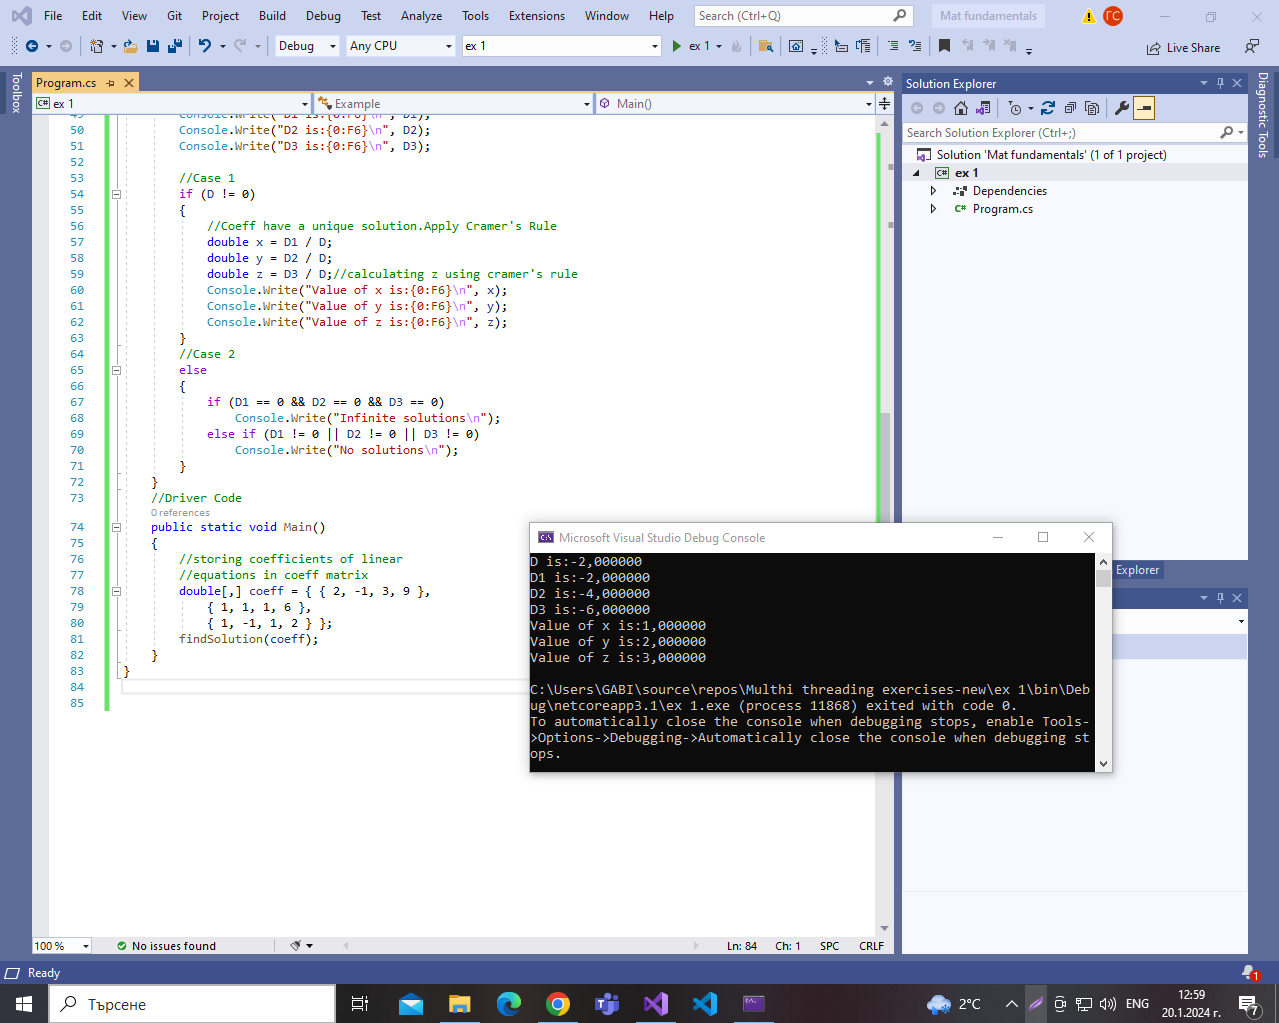 File Edit View Git Project Build Debug Test Analyze Tools Extensions Window Help Search (Ctrl+Q) Mat fundamentals ГС
Debug Any CPU ex 1 ex 1 Live Share
Toolbox
Program.cs
ex 1 Example Main()
49 Console.Write("D1 is:{0:F6}\n", D1);
50 Console.Write("D2 is:{0:F6}\n", D2);
51 Console.Write("D3 is:{0:F6}\n", D3);
52
53 //Case 1
54 if (D != 0)
55 {
56 //Coeff have a unique solution.Apply Cramer's Rule
57 double x = D1 / D;
58 double y = D2 / D;
59 double z = D3 / D;//calculating z using cramer's rule
60 Console.Write("Value of x is:{0:F6}\n", x);
61 Console.Write("Value of y is:{0:F6}\n", y);
62 Console.Write("Value of z is:{0:F6}\n", z);
63 }
64 //Case 2
65 else
66 {
67 if (D1 == 0 && D2 == 0 && D3 == 0)
68 Console.Write("Infinite solutions\n");
69 else if (D1 != 0 || D2 != 0 || D3 != 0)
70 Console.Write("No solutions\n");
71 }
72 }
73 //Driver Code
0 references
74 public static void Main()
75 {
76 //storing coefficients of linear
77 //equations in coeff matrix
78 double[,] coeff = { { 2, -1, 3, 9 },
79 { 1, 1, 1, 6 },
80 { 1, -1, 1, 2 } };
81 findSolution(coeff);
82 }
83 }
84
85
100 % No issues found Ln: 84 Ch: 1 SPC CRLF
Solution Explorer
Search Solution Explorer (Ctrl+;)
Solution 'Mat fundamentals' (1 of 1 project)
ex 1
Dependencies
Program.cs
Diagnostic Tools
Explorer
Microsoft Visual Studio Debug Console
D is:-2,000000
D1 is:-2,000000
D2 is:-4,000000
D3 is:-6,000000
Value of x is:1,000000
Value of y is:2,000000
Value of z is:3,000000
C:\Users\GABI\source\repos\Multhi threading exercises-new\ex 1\bin\Deb
ug\netcoreapp3.1\ex 1.exe (process 11868) exited with code 0.
To automatically close the console when debugging stops, enable Tools-
>Options->Debugging->Automatically close the console when debugging st
ops.
Ready 1
Търсене 2°C ENG 12:59 7
20.1.2024 г.